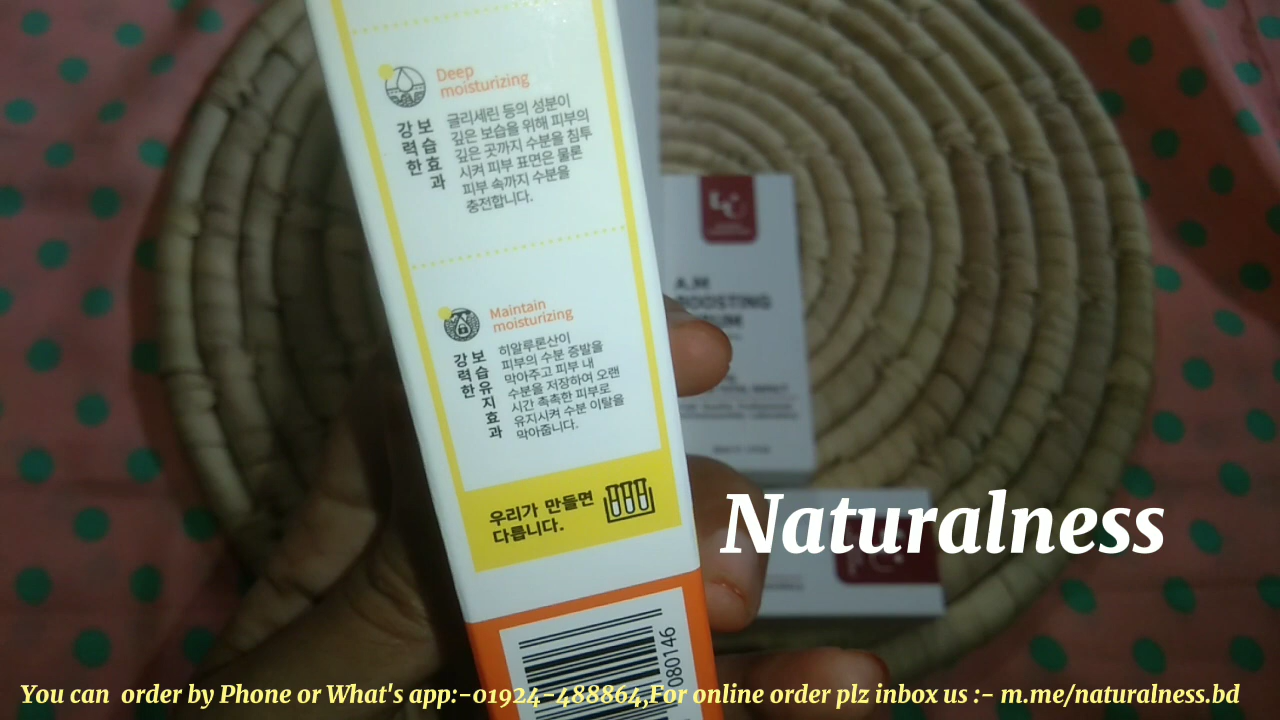 Deep
moisturizing
강력한
보습효과
글리세린 등의 성분이
깊은 보습을 위해 피부의
깊은 곳까지 수분을 침투
시켜 피부 표면은 물론
피부 속까지 수분을
충전합니다.
Maintain
moisturizing
강력한
보습유지효과
히알루론산이
피부의 수분 증발을
막아주고 피부 내
수분을 저장하여 오랜
시간 촉촉한 피부로
유지시켜 수분 이탈을
막아줍니다.
우리가 만들면
다릅니다.
080146
A.M
BOOSTING
Naturalness
You can order by Phone or What's app:-01924-488864,For online order plz inbox us :- m.me/naturalness.bd